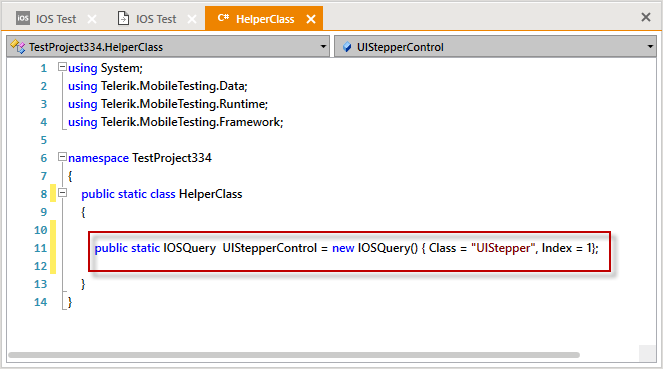 iOS IOS Test IOS Test C# HelperClass
TestProject334.HelperClass UIStepperControl
1 using System;
2 using Telerik.MobileTesting.Data;
3 using Telerik.MobileTesting.Runtime;
4 using Telerik.MobileTesting.Framework;
5
6 namespace TestProject334
7 {
8 public static class HelperClass
9 {
10
11 public static IOSQuery  UIStepperControl = new IOSQuery() { Class = "UIStepper", Index = 1};
12
13 }
14 }